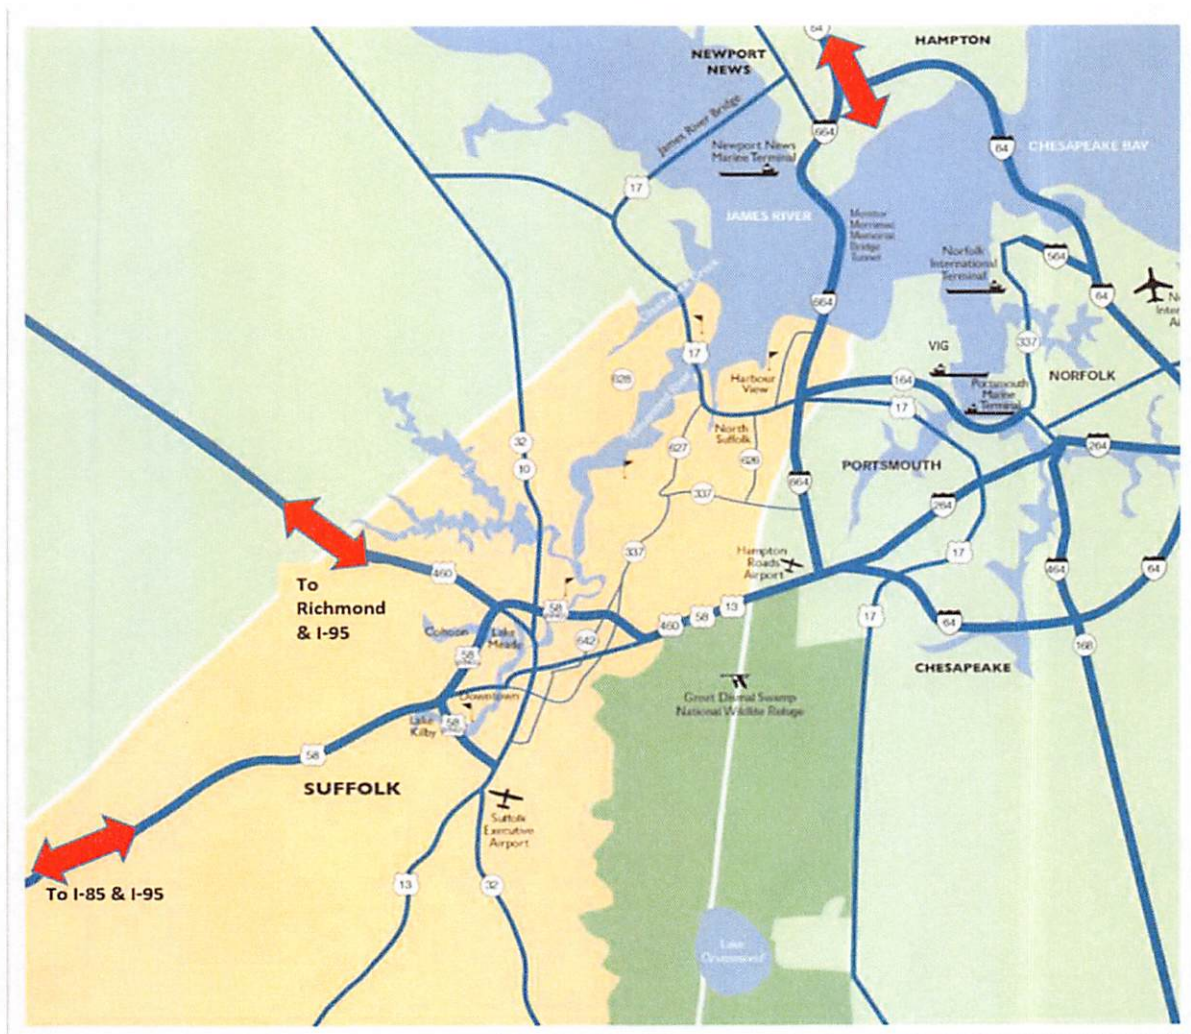 64
HAMPTON
NEWPORT
NEWS
James River Bridge
664
64
CHESAPEAKE BAY
Newport News
Marine Terminal
17
JAMES RIVER
Monitor
Merrimac
Memorial
Bridge
Tunnel
Norfolk
International
Terminal
564
64
664
337
VIG
17
NORFOLK
628
Harbour
View
164
Portsmouth
Marine
Terminal
17
32
North
Suffolk
627
626
264
10
PORTSMOUTH
664
337
264
337
Hampton
Roads
Airport
17
460
464
64
To
Richmond
& I-95
58
13
58
460
17
64
Cohoon
Lake
Meade
642
168
58
CHESAPEAKE
Great Dismal Swamp
National Wildlife Refuge
Downtown
Lake
Kilby
58
58
SUFFOLK
Suffolk
Executive
Airport
13
32
To I-85 & I-95
Lake
Drummond